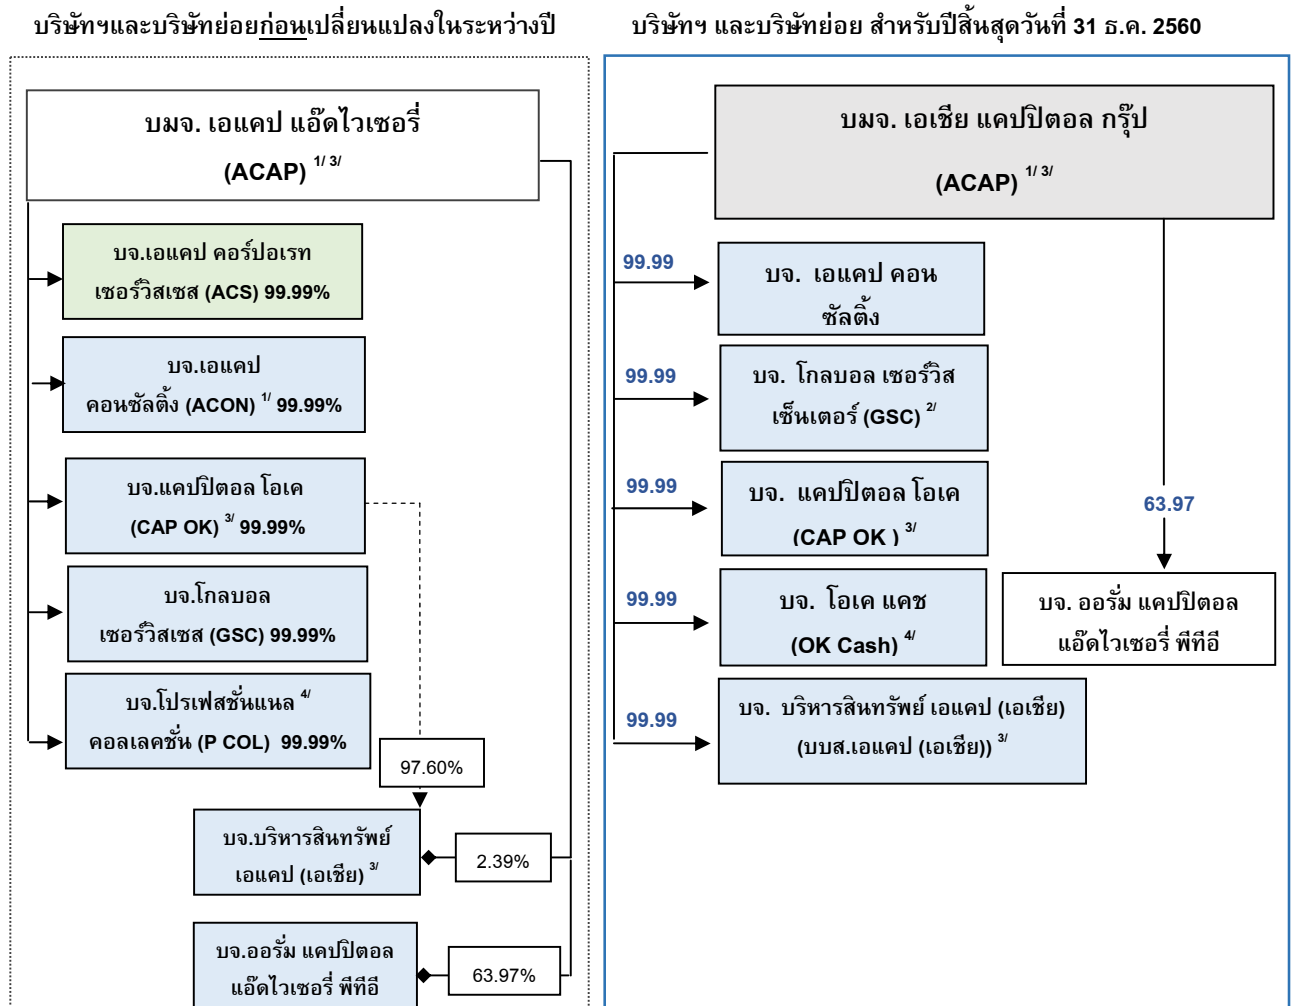 บริษัทฯและบริษัทย่อยก่อนเปลี่ยนแปลงในระหว่างปี
บมจ. เอแคป แอ๊ดไวเซอรี่
(ACAP) 1/ 3/
บจ.เอแคป คอร์ปอเรท
เซอร์วิสเซส (ACS) 99.99%
บจ.เอแคป
คอนซัลติ้ง (ACON) 1/ 99.99%
บจ.แคปปิตอล โอเค
(CAP OK) 3/ 99.99%
บจ.โกลบอล
เซอร์วิสเซส (GSC) 99.99%
บจ.โปรเฟสชั่นแนล 4/
คอลเลคชั่น (P COL) 99.99%
97.60%
บจ.บริหารสินทรัพย์
เอแคป (เอเชีย) 3/
2.39%
บจ.ออรั่ม แคปปิตอล
แอ๊ดไวเซอรี่ พีทีอี
63.97%
บริษัทฯ และบริษัทย่อย สำหรับปีสิ้นสุดวันที่ 31 ธ.ค. 2560
บมจ. เอเชีย แคปปิตอล กรุ๊ป
(ACAP) 1/ 3/
99.99
บจ. เอแคป คอน
ซัลติ้ง
99.99
บจ. โกลบอล เซอร์วิส
เซ็นเตอร์ (GSC) 2/
99.99
บจ. แคปปิตอล โอเค
(CAP OK ) 3/
99.99
บจ. โอเค แคช
(OK Cash) 4/
99.99
บจ. บริหารสินทรัพย์ เอแคป (เอเชีย)
(บบส.เอแคป (เอเชีย)) 3/
63.97
บจ. ออรั่ม แคปปิตอล
แอ๊ดไวเซอรี่ พีทีอี